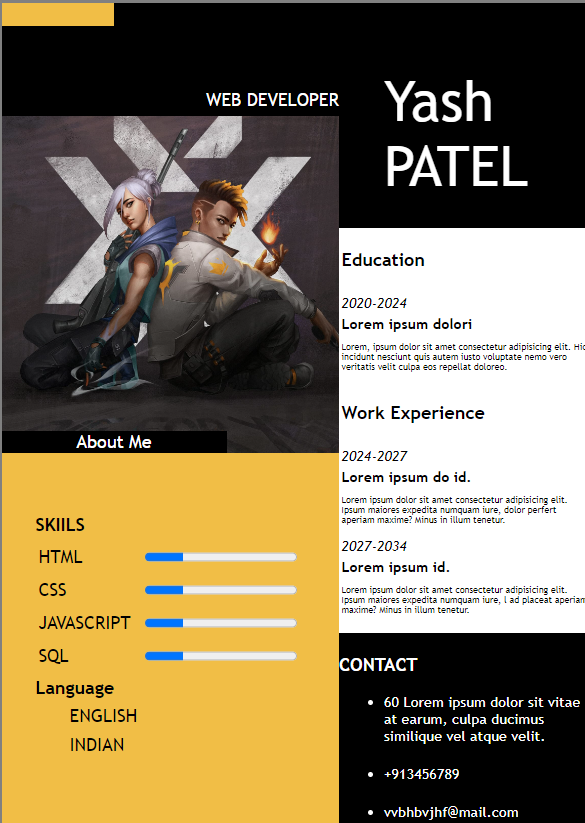 WEB DEVELOPER
Yash
PATEL
About Me
SKIILS
HTML
CSS
JAVASCRIPT
SQL
Language
ENGLISH
INDIAN
Education
2020-2024
Lorem ipsum dolori
Lorem, ipsum dolor sit amet consectetur adipisicing elit. Hic
incidunt nesciunt quis autem iusto voluptate nemo vero
veritatis velit culpa eos repellat doloreo.
Work Experience
2024-2027
Lorem ipsum do id.
Lorem ipsum dolor sit amet consectetur adipisicing elit.
Ipsum maiores expedita numquam iure, dolor perfert
aperiam maxime? Minus in illum tenetur.
2027-2034
Lorem ipsum id.
Lorem ipsum dolor sit amet consectetur adipisicing elit.
Ipsum maiores expedita numquam iure, l ad placeat aperiam
maxime? Minus in illum tenetur.
CONTACT
60 Lorem ipsum dolor sit vitae
at earum, culpa ducimus
similique vel atque velit.
+913456789
vvbhbvjhf@mail.com